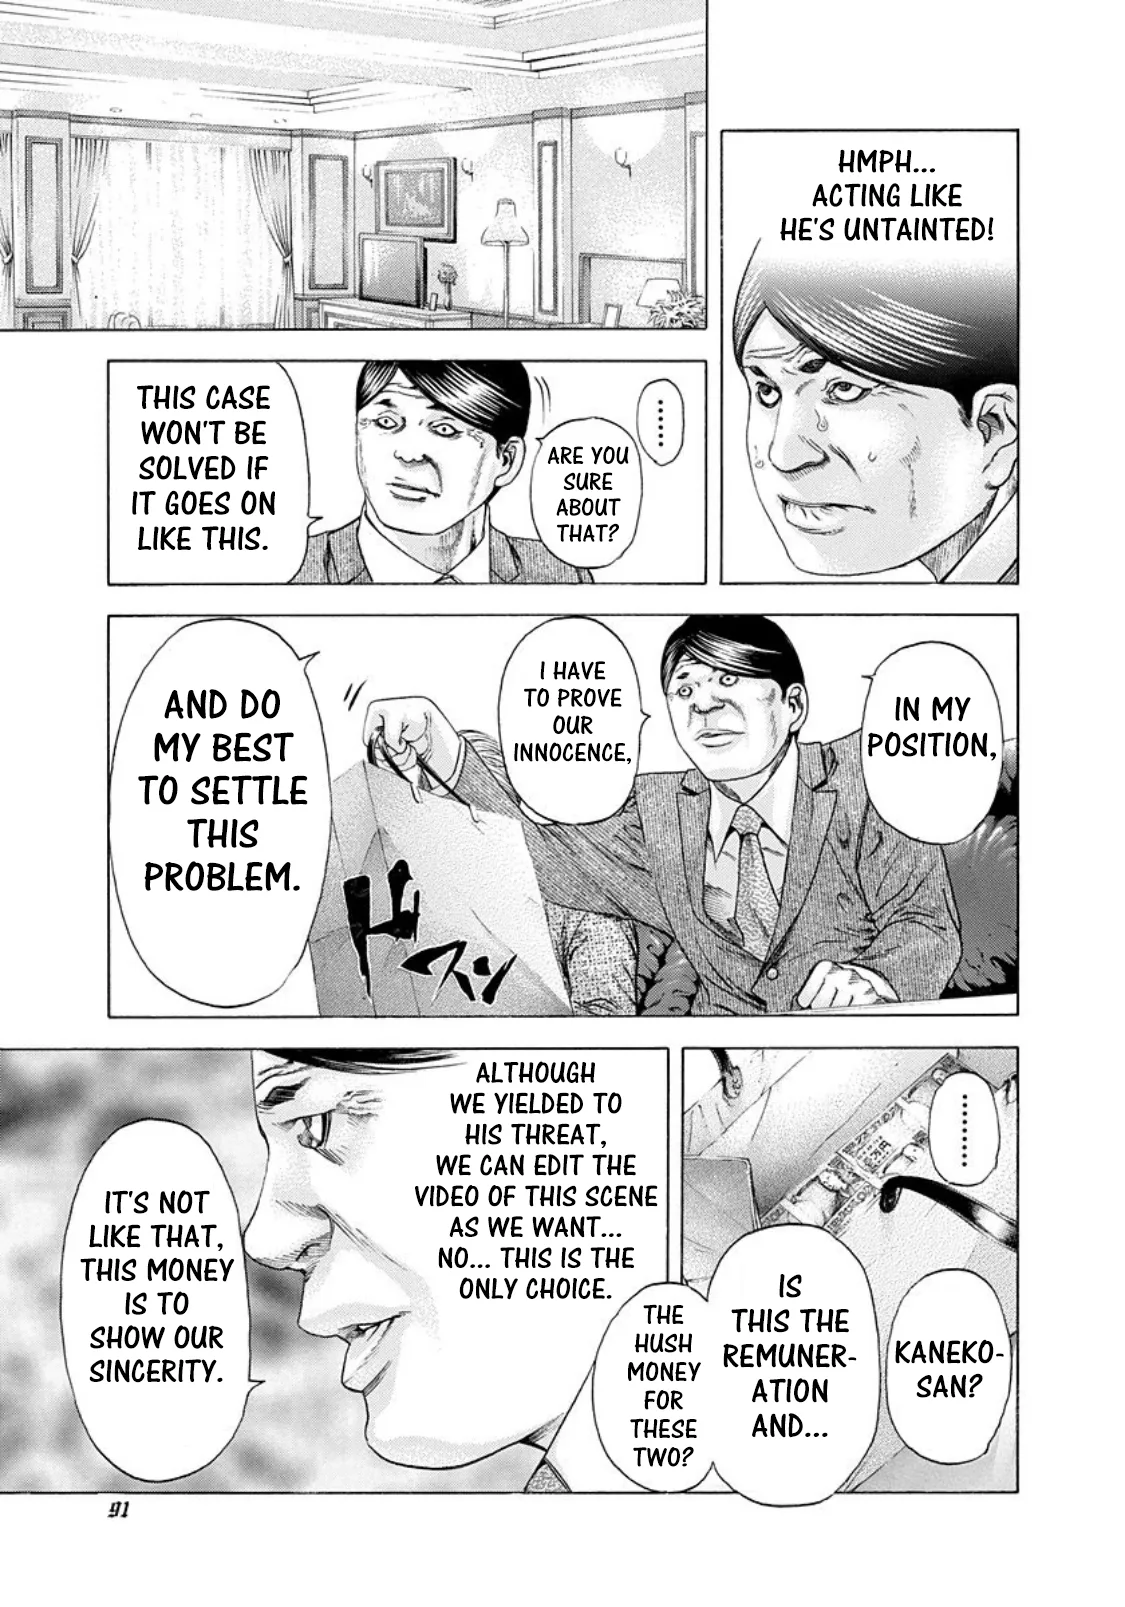 HMPH...
ACTING LIKE
HE'S UNTAINTED!
........
ARE YOU
SURE
ABOUT
THAT?
THIS CASE
WON'T BE
SOLVED IF
IT GOES ON
LIKE THIS.
IN MY
POSITION,
I HAVE
TO PROVE
OUR
INNOCENCE,
AND DO
MY BEST
TO SETTLE
THIS
PROBLEM.
ドスン
..........
KANEKO-
SAN?
IS
THIS THE
REMUNER-
ATION
AND...
THE
HUSH
MONEY
FOR
THESE
TWO?
ALTHOUGH
WE YIELDED TO
HIS THREAT,
WE CAN EDIT THE
VIDEO OF THIS SCENE
AS WE WANT...
NO... THIS IS THE
ONLY CHOICE.
IT'S NOT
LIKE THAT,
THIS MONEY
IS TO
SHOW OUR
SINCERITY.
91